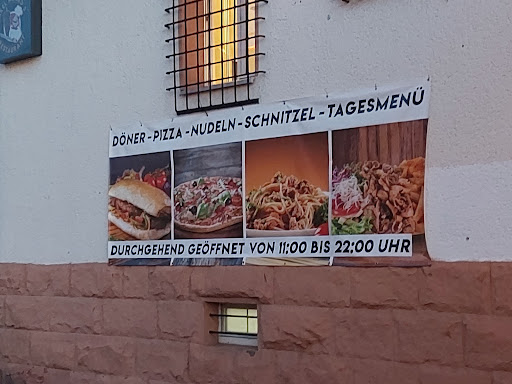 DÖNER - PIZZA - NUDELN - SCHNITZEL - TAGESMENÜ
DURCHGEHEND GEÖFFNET VON 11:00 BIS 22:00 UHR